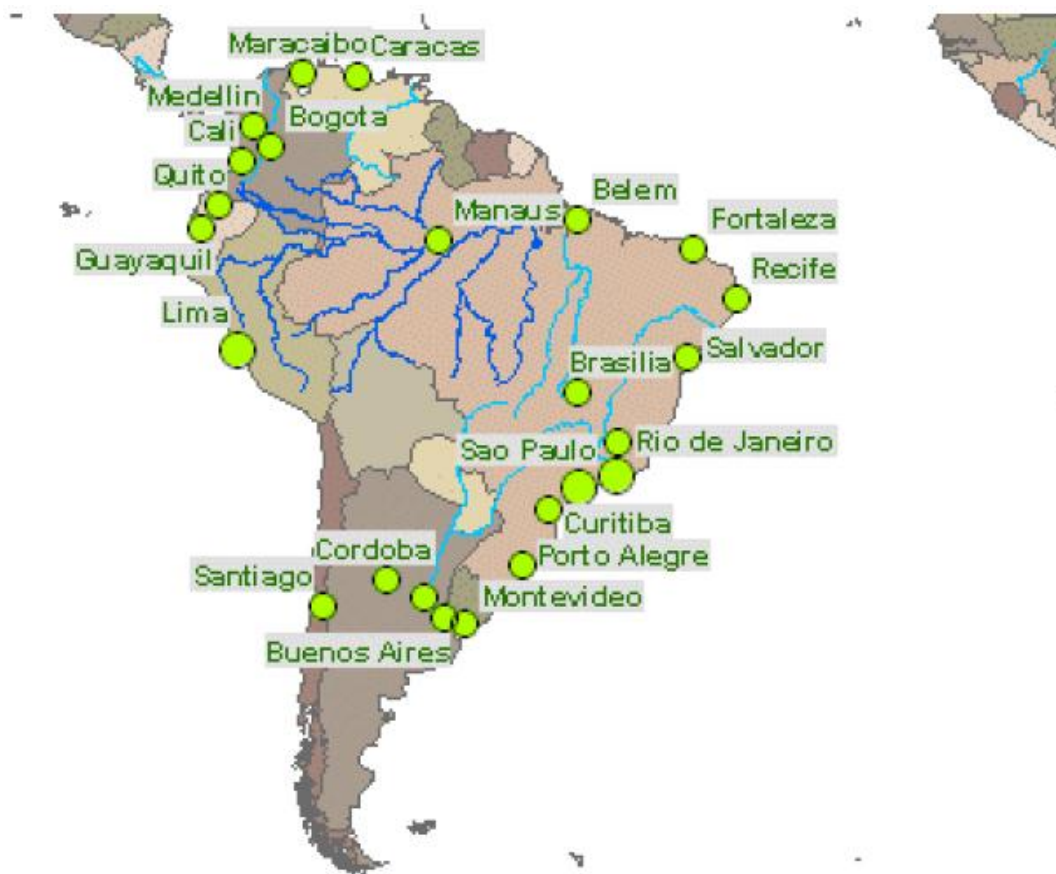 Maracaibo
Caracas
Medellin
Bogota
Cali
Quito
Belem
Manaus
Fortaleza
Guayaquil
Recife
Lima
Salvador
Brasilia
Rio de Janeiro
Sao Paulo
Curitiba
Cordoba
Porto Alegre
Santiago
Montevideo
Buenos Aires